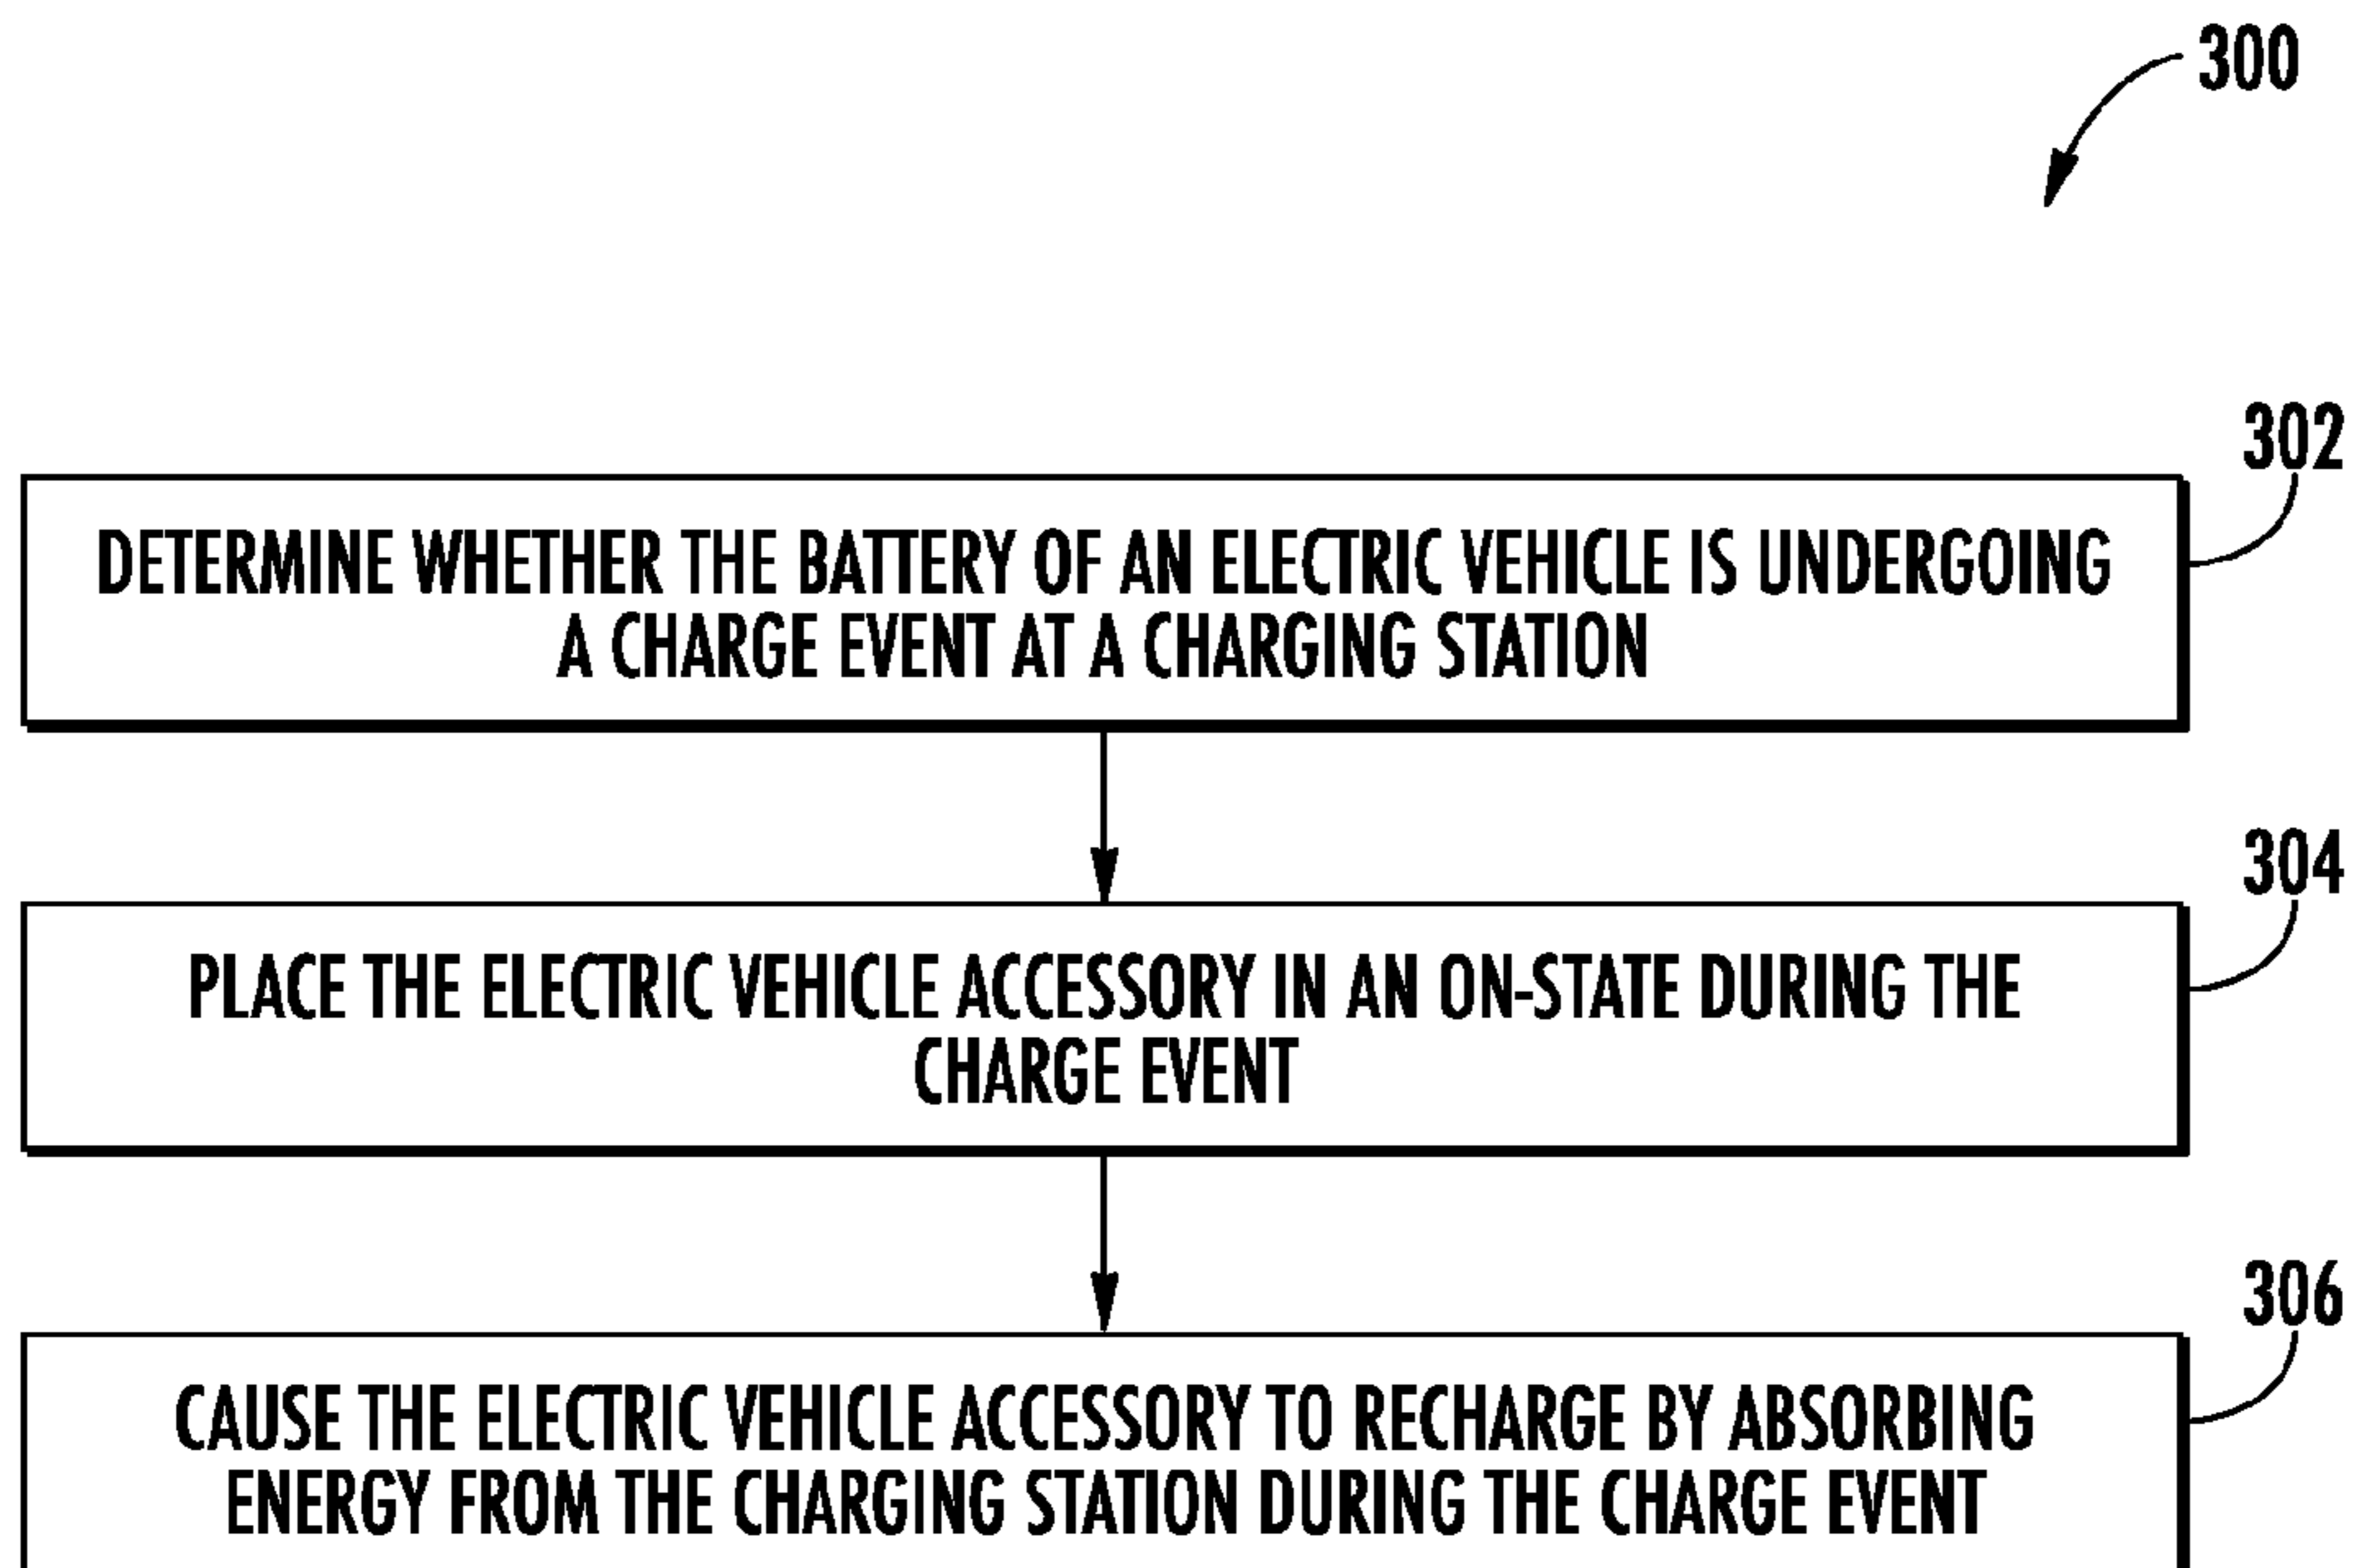 300
302
DETERMINE WHETHER THE BATTERY OF AN ELECTRIC VEHICLE IS UNDERGOING
A CHARGE EVENT AT A CHARGING STATION
304
PLACE THE ELECTRIC VEHICLE ACCESSORY IN AN ON-STATE DURING THE
CHARGE EVENT
306
CAUSE THE ELECTRIC VEHICLE ACCESSORY TO RECHARGE BY ABSORBING
ENERGY FROM THE CHARGING STATION DURING THE CHARGE EVENT